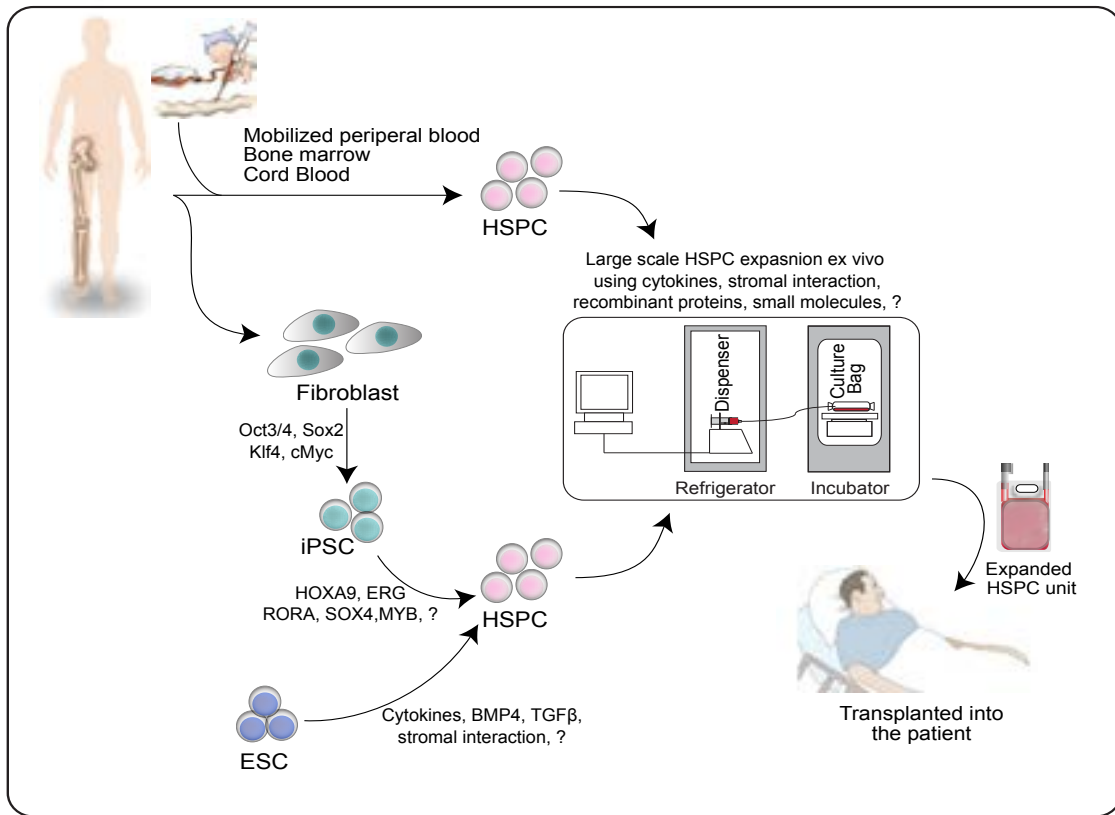 Mobilized periperal blood
Bone marrow
Cord Blood
HSPC
Large scale HSPC expasnion ex vivo
using cytokines, stromal interaction,
recombinant proteins, small molecules, ?
Dispenser
Culture
Bag
Refrigerator
Incubator
Fibroblast
Oct3/4, Sox2
Klf4, cMyc
iPSC
HOXA9, ERG
RORA, SOX4,MYB, ?
HSPC
ESC
Cytokines, BMP4, TGFβ,
stromal interaction, ?
Expanded
HSPC unit
Transplanted into
the patient